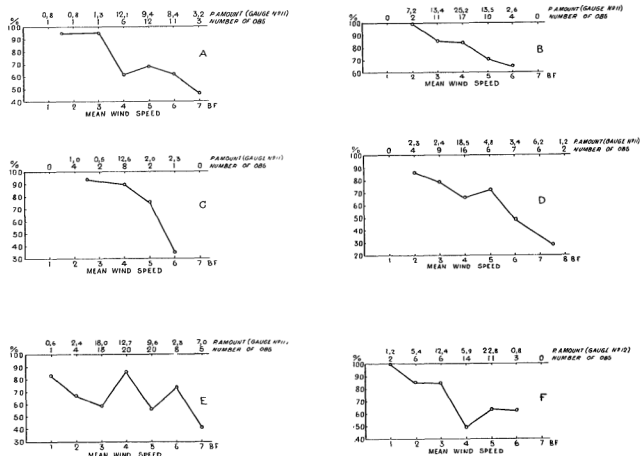 0,8 0,8 1,3 12,1 9,4 8,4 3,2 P.AMOUNT (GAUGE Nº11)
1 1 3 6 8 11 3 NUMBER OF OBS
%
100
90
80
70
60
50
40
A
1 2 3 4 5 6 7 BF
MEAN WIND SPEED
7,2 13,4 25,2 13,5 2,6 P.AMOUNT (GAUGE Nº11)
0 2 11 17 10 4 0 NUMBER OF OBS
%
100
90
80
70
60
B
1 2 3 4 5 6 7 BF
MEAN WIND SPEED
1,0 0,6 12,6 2,0 2,3 P.AMOUNT (GAUGE Nº11)
0 4 2 8 2 1 0 NUMBER OF OBS
%
100
90
80
70
60
50
40
30
C
1 2 3 4 5 6 7 BF
MEAN WIND SPEED
2,3 2,4 18,5 4,8 3,4 6,2 1,2 P.AMOUNT (GAUGE Nº11)
0 4 9 16 6 7 6 2 NUMBER OF OBS
%
100
90
80
70
60
50
40
30
20
D
1 2 3 4 5 6 7 8 BF
MEAN WIND SPEED
0,6 2,4 18,0 12,7 9,6 2,3 7,0 P.AMOUNT (GAUGE Nº11)
1 4 18 20 20 8 5 NUMBER OF OBS
%
100
90
80
70
60
50
40
30
E
1 2 3 4 5 6 7 BF
MEAN WIND SPEED
1,2 5,4 12,4 5,9 22,8 0,8 P.AMOUNT (GAUGE Nº12)
2 6 6 14 11 3 0 NUMBER OF OBS
%
100
90
80
70
60
50
40
F
1 2 3 4 5 6 7 BF
MEAN WIND SPEED